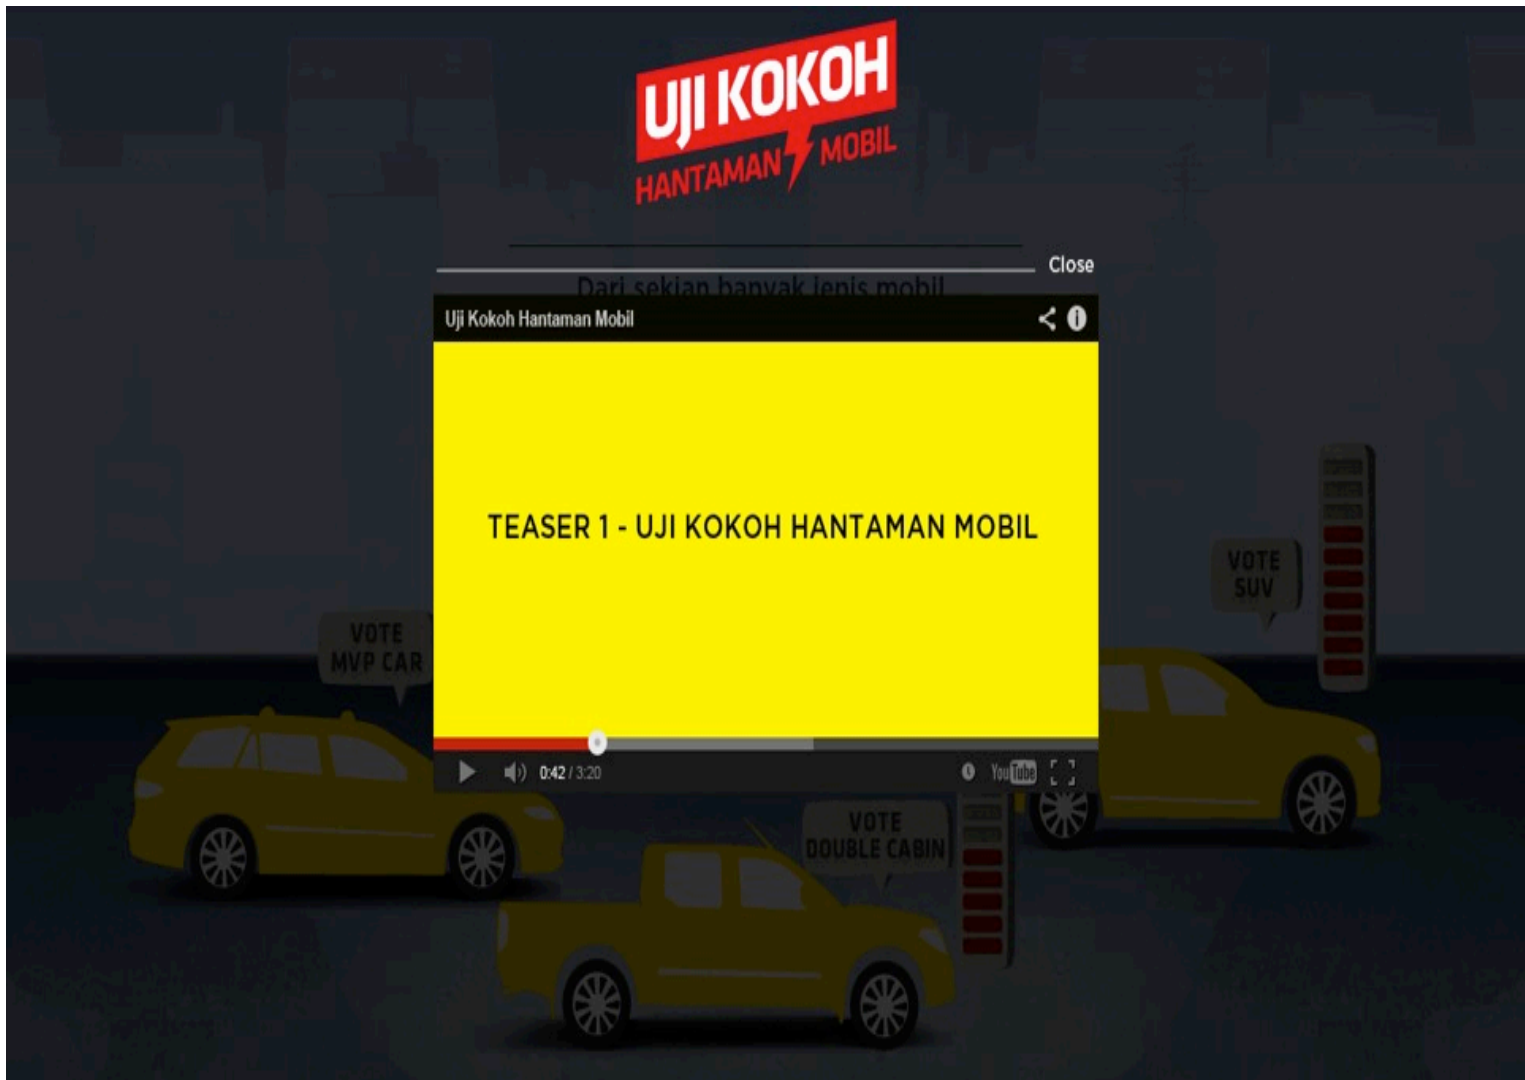 UJI KOKOH
HANTAMAN MOBIL
Close
Dari sekian banyak jenis mobil
Uji Kokoh Hantaman Mobil
TEASER 1 - UJI KOKOH HANTAMAN MOBIL
VOTE
SUV
VOTE
MVP CAR
0:42 / 3:20
YouTube
VOTE
DOUBLE CABIN